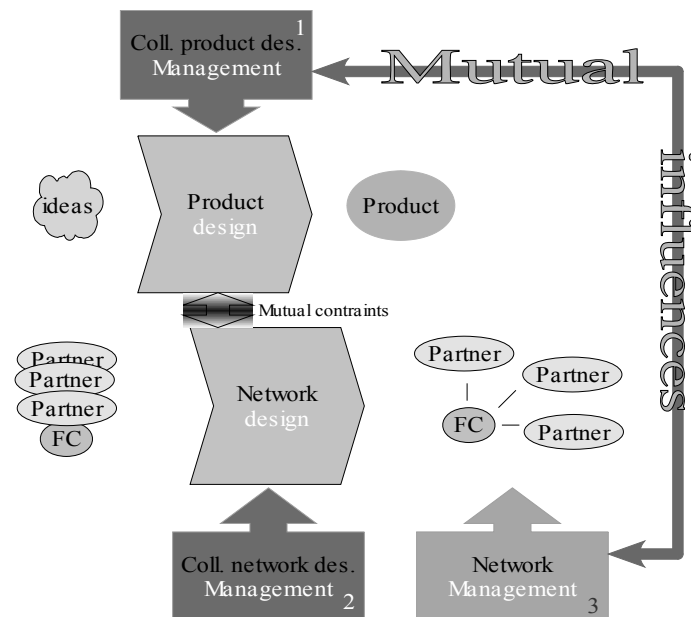 1
Coll. product des.
Management
Mutual
influences
ideas
Product
design
Product
Mutual contraints
Partner
Partner
Partner
FC
Network
design
Partner
Partner
FC
Partner
Coll. network des.
Management
2
Network
Management
3